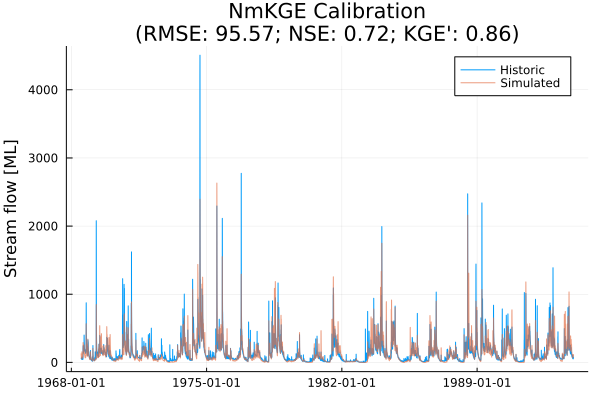 NmKGE Calibration
(RMSE: 95.57; NSE: 0.72; KGE': 0.86)
Historic
Simulated
Stream flow [ML]
4000
3000
2000
1000
0
1968-01-01 1975-01-01 1982-01-01 1989-01-01